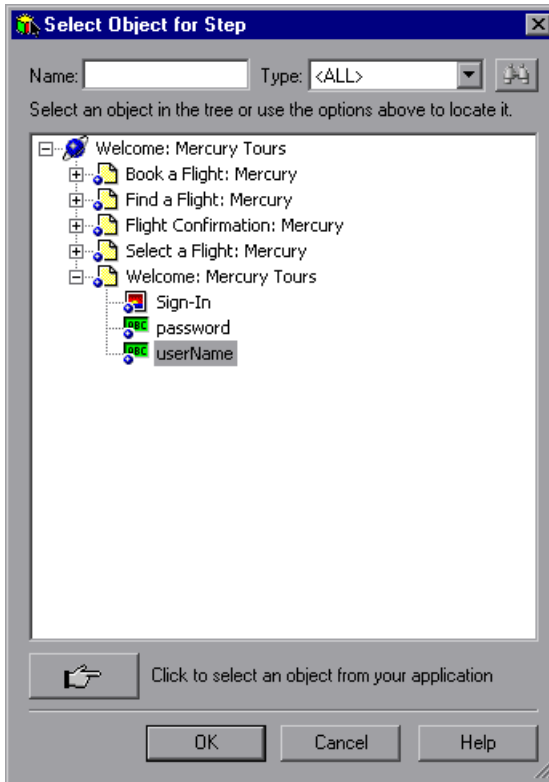 Select Object for Step
Name: Type: <ALL>
Select an object in the tree or use the options above to locate it.
Welcome: Mercury Tours
Book a Flight: Mercury
Find a Flight: Mercury
Flight Confirmation: Mercury
Select a Flight: Mercury
Welcome: Mercury Tours
Sign-In
ABC password
ABC userName
Click to select an object from your application
OK Cancel Help